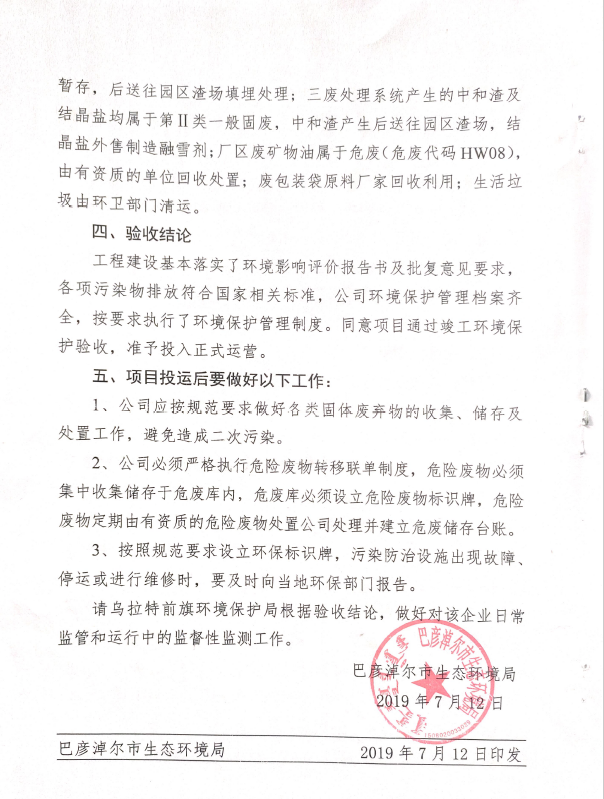 暂存，后送往园区渣场填埋处理；三废处理系统产生的中和渣及
结晶盐均属于第Ⅱ类一般固废，中和渣产生后送往园区渣场，结
晶盐外售制造融雪剂；厂区废矿物油属于危废（危废代码 HW08），
由有资质的单位回收处置；废包装袋原料厂家回收利用；生活垃
圾由环卫部门清运。
四、验收结论
工程建设基本落实了环境影响评价报告书及批复意见要求，
各项污染物排放符合国家相关标准，公司环境保护管理档案齐
全，按要求执行了环境保护管理制度。同意项目通过竣工环境保
护验收，准予投入正式运营。
五、项目投运后要做好以下工作：
1、公司应按规范要求做好各类固体废弃物的收集、储存及
处置工作，避免造成二次污染。
2、公司必须严格执行危险废物转移联单制度，危险废物必须
集中收集储存于危废库内，危废库必须设立危险废物标识牌，危险
废物定期由有资质的危险废物处置公司处理并建立危废储存台账。
3、按照规范要求设立环保标识牌，污染防治设施出现故障、
停运或进行维修时，要及时向当地环保部门报告。
请乌拉特前旗环境保护局根据验收结论，做好对该企业日常
监管和运行中的监督性监测工作。
巴彦淖尔市生态环境局
巴彦淖尔市生态环境局
2019 年 7 月 12 日
巴彦淖尔市生态环境局 2019 年 7 月 12 日印发